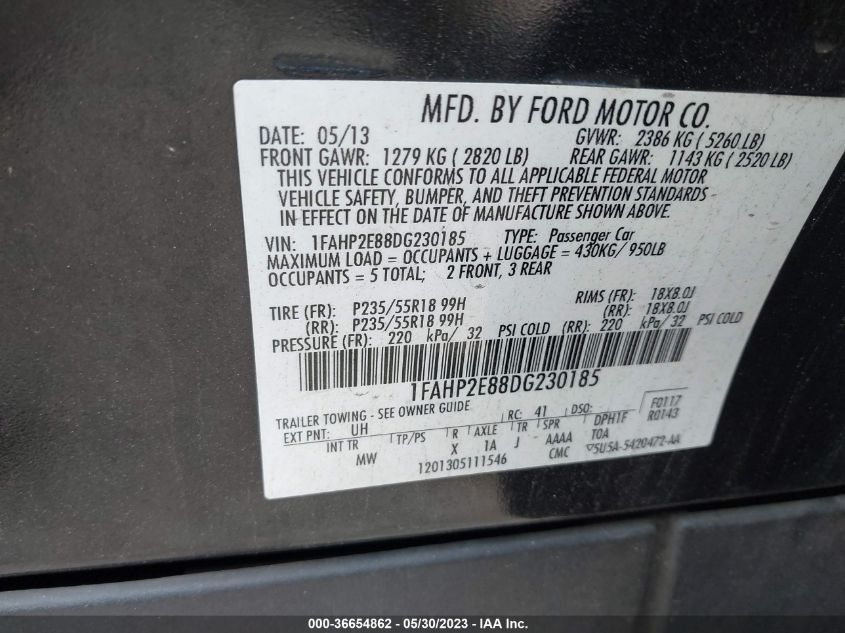 MFD. BY FORD MOTOR CO.
DATE: 05/13 GVWR: 2386 KG ( 5260 LB)
FRONT GAWR: 1279 KG ( 2820 LB) REAR GAWR: 1143 KG ( 2520 LB)
THIS VEHICLE CONFORMS TO ALL APPLICABLE FEDERAL MOTOR
VEHICLE SAFETY, BUMPER, AND THEFT PREVENTION STANDARDS
IN EFFECT ON THE DATE OF MANUFACTURE SHOWN ABOVE.
VIN: 1FAHP2E88DG230185 TYPE: Passenger Car
MAXIMUM LOAD = OCCUPANTS + LUGGAGE = 430KG/ 950LB
OCCUPANTS = 5 TOTAL; 2 FRONT, 3 REAR
TIRE (FR): P235/55R18 99H RIMS (FR): 18X8.0J
(RR): P235/55R18 99H (RR): 18X8.0J
PRESSURE (FR): 220 kPa/ 32 PSI COLD (RR): 220 kPa/ 32 PSI COLD
1FAHP2E88DG230185
TRAILER TOWING - SEE OWNER GUIDE RC: 41 DSO: F0117
EXT PNT: UH R0143
INT TR TP/PS R AXLE TR SPR DPH1F
MW X 1A J AAAA T0A
1201305111546 CMC 5U5A-5420472-AA
000-36654862 - 05/30/2023 - IAA Inc.